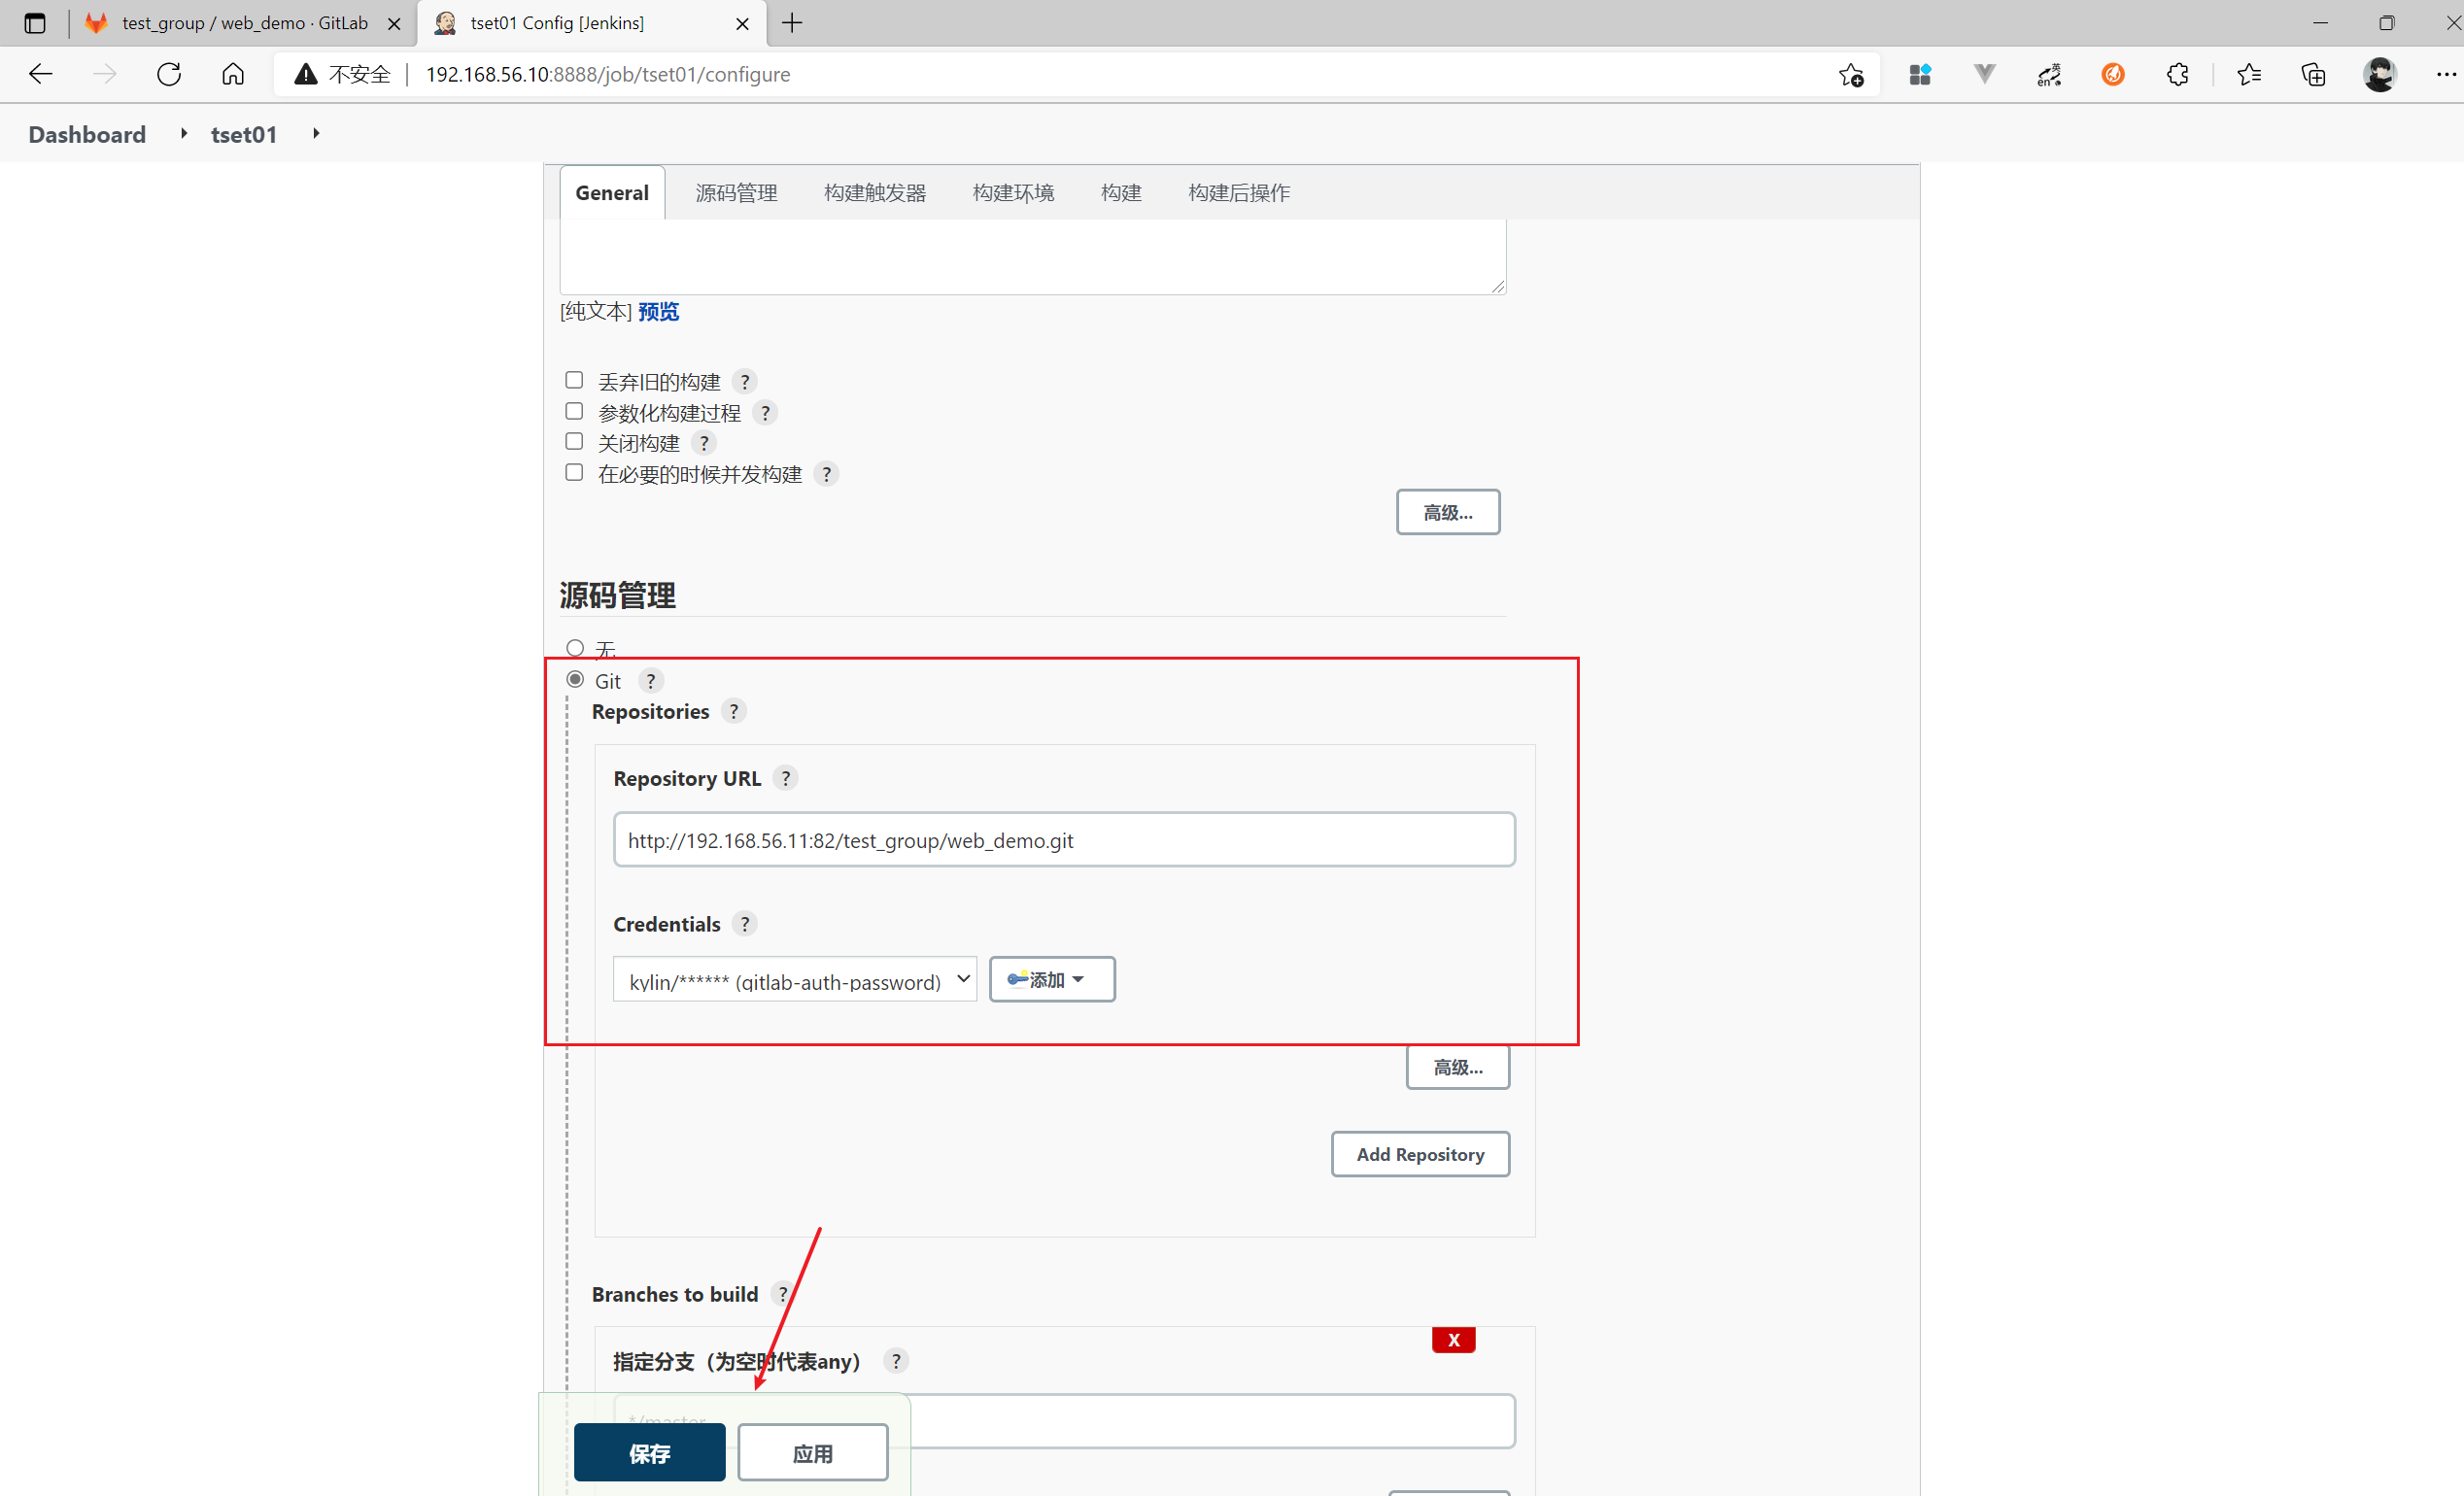 test_group / web_demo · GitLab
tset01 Config [Jenkins]
不安全 | 192.168.56.10:8888/job/tset01/configure
Dashboard
tset01
General
源码管理
构建触发器
构建环境
构建
构建后操作
[纯文本] 预览
丢弃旧的构建 ?
参数化构建过程 ?
关闭构建 ?
在必要的时候并发构建 ?
高级...
源码管理
无
Git ?
Repositories ?
Repository URL ?
http://192.168.56.11:82/test_group/web_demo.git
Credentials ?
kylin/****** (gitlab-auth-password)
添加
高级...
Add Repository
Branches to build ?
X
指定分支（为空时代表any） ?
*/master
保存
应用